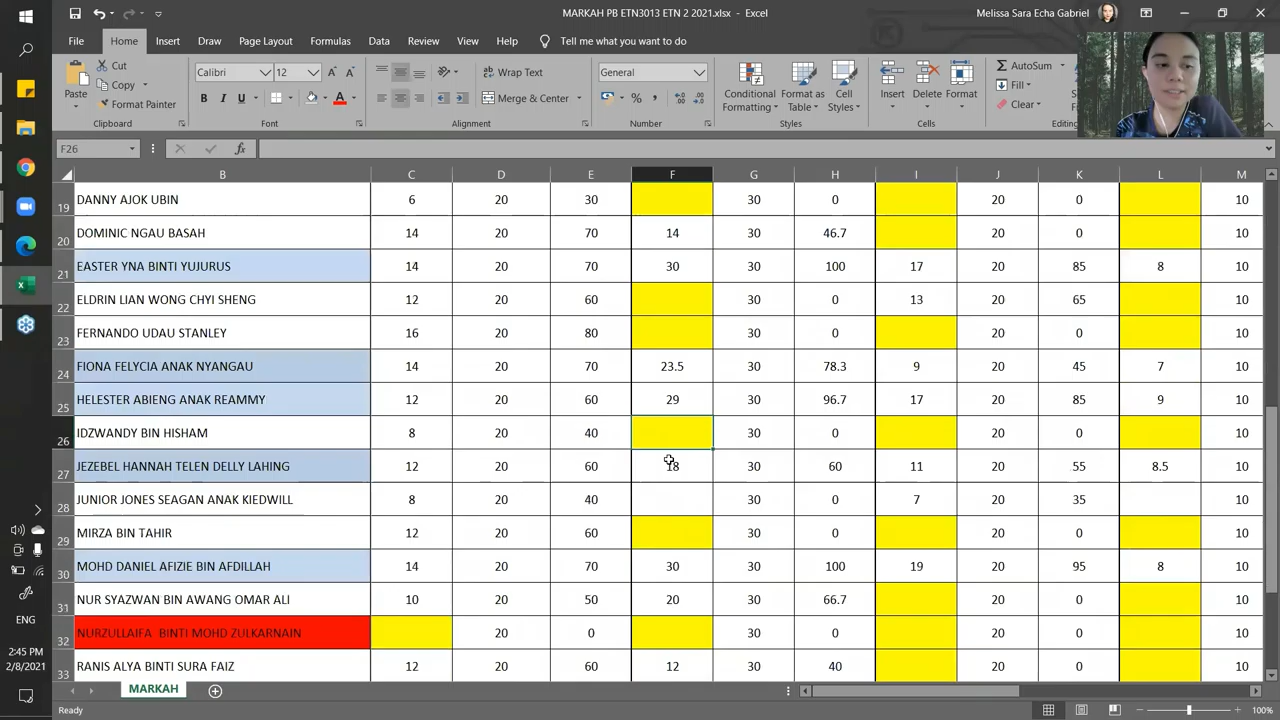 MARKAH PB ETN3013 ETN 2 2021.xlsx - Excel
Melissa Sara Echa Gabriel
File Home Insert Draw Page Layout Formulas Data Review View Help Tell me what you want to do
Cut
Copy
Format Painter
Paste
Calibri 12
B I U
Wrap Text
Merge & Center
General
Conditional Formatting
Format as Table
Cell Styles
Insert
Delete
Format
AutoSum
Fill
Clear
Clipboard Font Alignment Number Styles Cells Editing
F26 fx
B C D E F G H I J K L M
19 DANNY AJOK UBIN 6 20 30 30 0 20 0 10
20 DOMINIC NGAU BASAH 14 20 70 14 30 46.7 20 0 10
21 EASTER YNA BINTI YUJURUS 14 20 70 30 30 100 17 20 85 8 10
22 ELDRIN LIAN WONG CHYI SHENG 12 20 60 30 0 13 20 65 10
23 FERNANDO UDAU STANLEY 16 20 80 30 0 20 0 10
24 FIONA FELYCIA ANAK NYANGAU 14 20 70 23.5 30 78.3 9 20 45 7 10
25 HELESTER ABIENG ANAK REAMMY 12 20 60 29 30 96.7 17 20 85 9 10
26 IDZWANDY BIN HISHAM 8 20 40 30 0 20 0 10
27 JEZEBEL HANNAH TELEN DELLY LAHING 12 20 60 18 30 60 11 20 55 8.5 10
28 JUNIOR JONES SEAGAN ANAK KIEDWILL 8 20 40 30 0 7 20 35 10
29 MIRZA BIN TAHIR 12 20 60 30 0 20 0 10
30 MOHD DANIEL AFIZIE BIN AFDILLAH 14 20 70 30 30 100 19 20 95 8 10
31 NUR SYAZWAN BIN AWANG OMAR ALI 10 20 50 20 30 66.7 20 0 10
32 NURZULLAIFA BINTI MOHD ZULKARNAIN 20 0 30 0 20 0 10
33 RANIS ALYA BINTI SURA FAIZ 12 20 60 12 30 40 20 0 10
MARKAH
Ready
100%
ENG
2:45 PM
2/8/2021